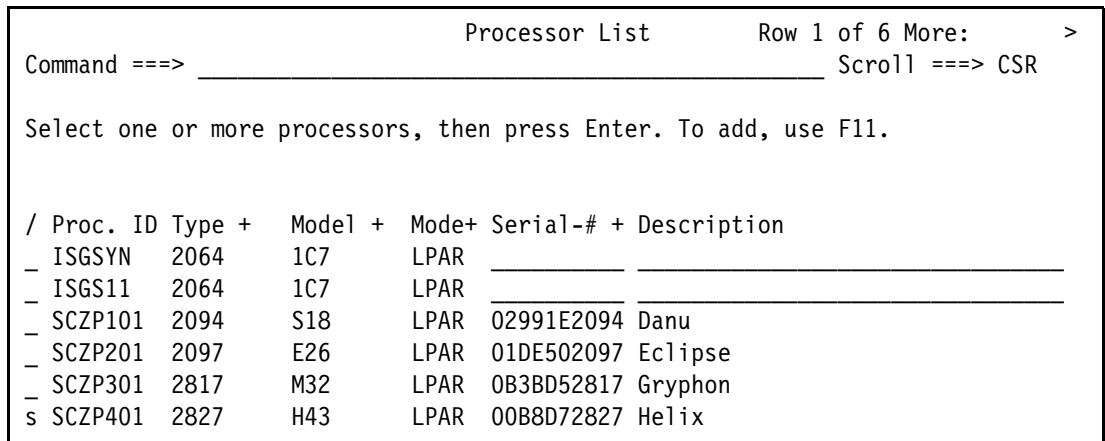 Processor List Row 1 of 6 More: >
Command ===> _______________________________________________ Scroll ===> CSR
Select one or more processors, then press Enter. To add, use F11.
/ Proc. ID Type + Model + Mode+ Serial-# + Description
_ ISGSYN 2064 1C7 LPAR __________ ________________________________
_ ISGS11 2064 1C7 LPAR __________ ________________________________
_ SCZP101 2094 S18 LPAR 02991E2094 Danu
_ SCZP201 2097 E26 LPAR 01DE502097 Eclipse
_ SCZP301 2817 M32 LPAR 0B3BD52817 Gryphon
s SCZP401 2827 H43 LPAR 00B8D72827 Helix